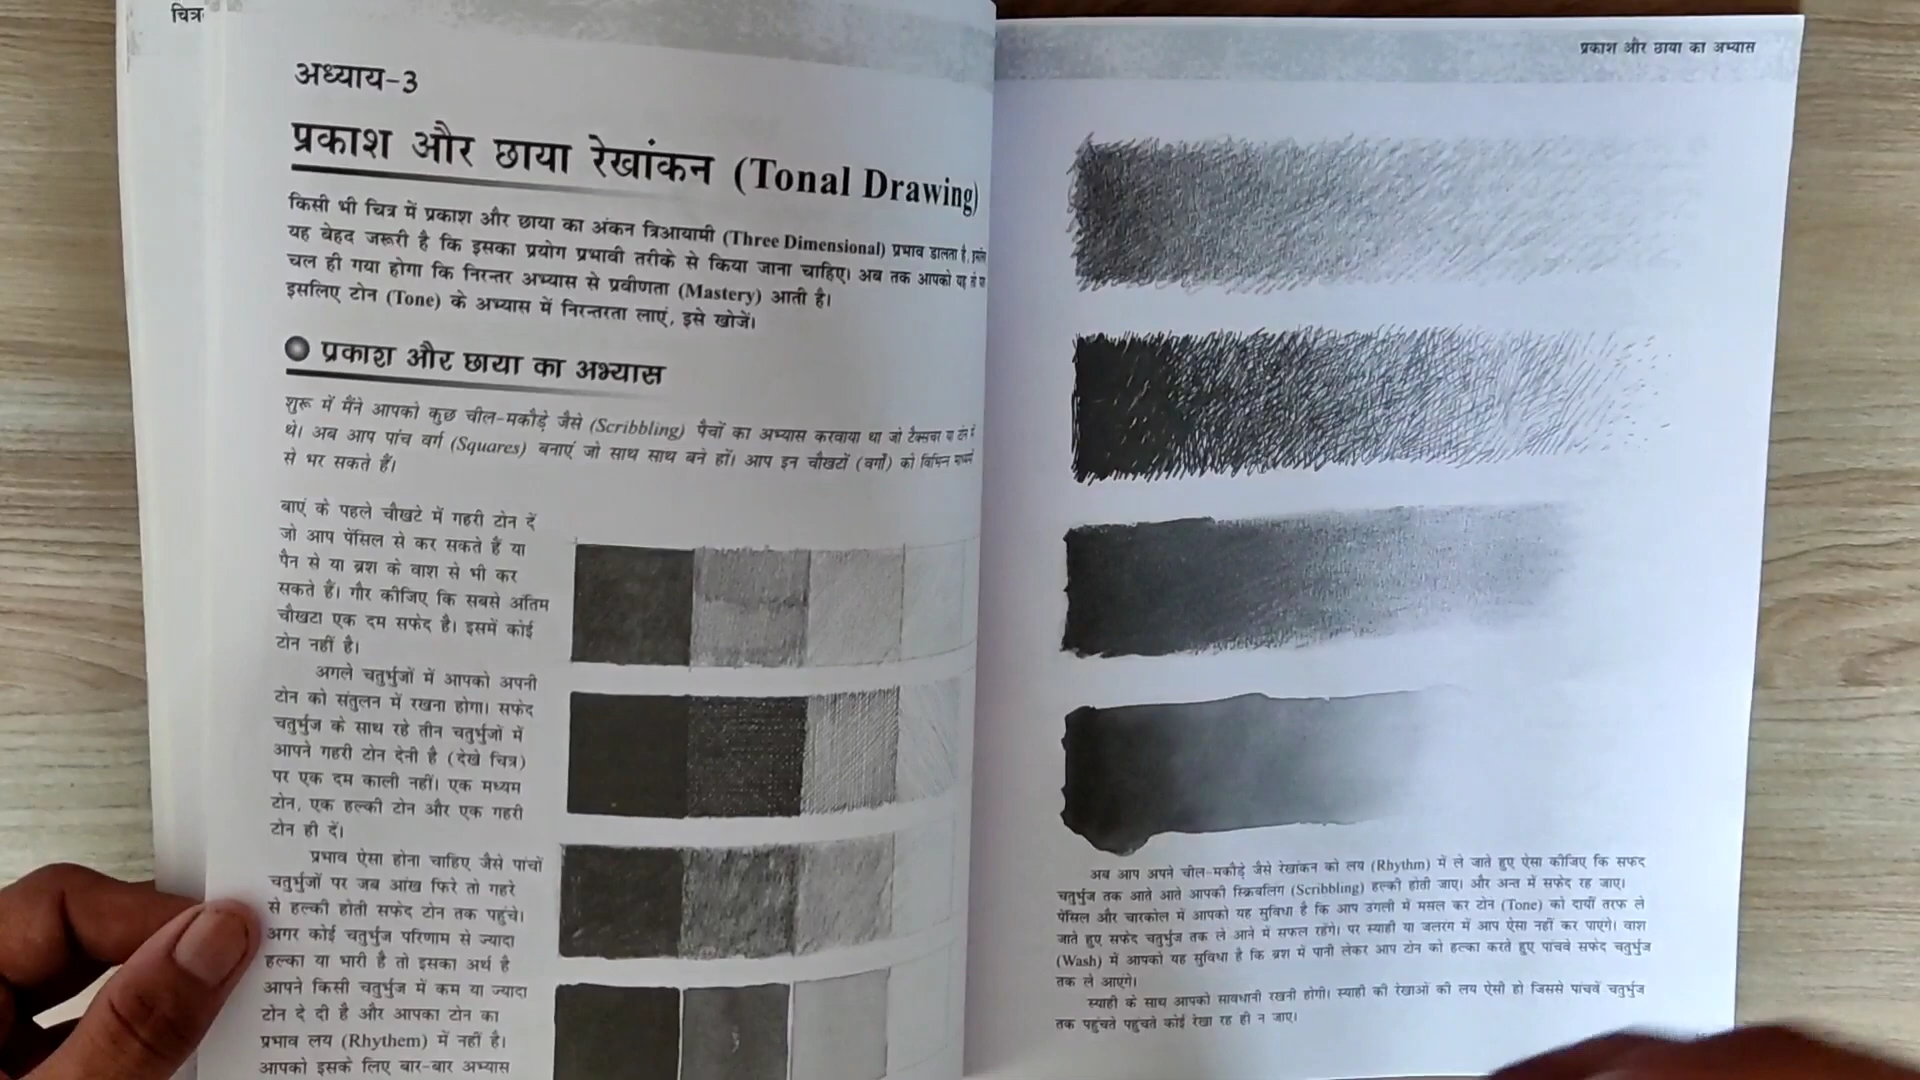 चित्र
अध्याय-3
प्रकाश और छाया रेखांकन (Tonal Drawing)
किसी भी चित्र में प्रकाश और छाया का अंकन त्रिआयामी (Three Dimensional) प्रभाव डालता है,
यह बेहद जरूरी है कि इसका प्रयोग प्रभावी तरीके से किया जाना चाहिए। अब तक आपको यह
चल ही गया होगा कि निरन्तर अभ्यास से प्रवीणता (Mastery) आती है।
इसलिए टोन (Tone) के अभ्यास में निरन्तरता लाएं, इसे खोजें।
प्रकाश और छाया का अभ्यास
शुरू में मैंने आपको कुछ चील-मकौड़े जैसे (Scribbling) पैचों का अभ्यास करवाया था जो
थे। अब आप पांच वर्ग (Squares) बनाएं जो साथ साथ बने हों। आप इन चौखटों (वर्गों) को विभिन्न
से भर सकते हैं।
बाएं के पहले चौखटे में गहरी टोन दें
जो आप पेंसिल से कर सकते हैं या
पैन से या ब्रश के वाश से भी कर
सकते हैं। गौर कीजिए कि सबसे अंतिम
चौखटा एक दम सफेद है। इसमें कोई
टोन नहीं है।
अगले चतुर्भुजों में आपको अपनी
टोन को संतुलन में रखना होगा। सफेद
चतुर्भुज के साथ रहे तीन चतुर्भुजों में
आपने गहरी टोन देनी है (देखे चित्र)
पर एक दम काली नहीं। एक मध्यम
टोन, एक हल्की टोन और एक गहरी
टोन ही दें।
प्रभाव ऐसा होना चाहिए जैसे पांचों
चतुर्भुजों पर जब आंख फिरे तो गहरे
से हल्की होती सफेद टोन तक पहुंचे।
अगर कोई चतुर्भुज परिणाम से ज्यादा
हल्का या भारी है तो इसका अर्थ है
आपने किसी चतुर्भुज में कम या ज्यादा
टोन दे दी है और आपका टोन का
प्रभाव लय (Rhythem) में नहीं है।
आपको इसके लिए बार-बार अभ्यास
प्रकाश और छाया का अभ्यास
अब आप अपने चील-मकौड़े जैसे रेखांकन को लय (Rhythm) में ले जाते हुए ऐसा कीजिए कि सफेद
चतुर्भुज तक आते आते आपकी स्क्रिबलिंग (Scribbling) हल्की होती जाए। और अन्त में सफेद रह जाए।
पेंसिल और चारकोल में आपको यह सुविधा है कि आप उंगली में मसल कर टोन (Tone) को दायीं तरफ ले
जाते हुए सफेद चतुर्भुज तक ले आने में सफल रहेंगे। पर स्याही या जलरंग में आप ऐसा नहीं कर पाएंगे। वाश
(Wash) में आपको यह सुविधा है कि ब्रश में पानी लेकर आप टोन को हल्का करते हुए पांचवे सफेद चतुर्भुज
तक ले आएंगे।
स्याही के साथ आपको सावधानी रखनी होगी। स्याही की रेखाओं की लय ऐसी हो जिससे पांचवें चतुर्भुज
तक पहुंचते पहुंचते कोई रेखा रह ही न जाए।